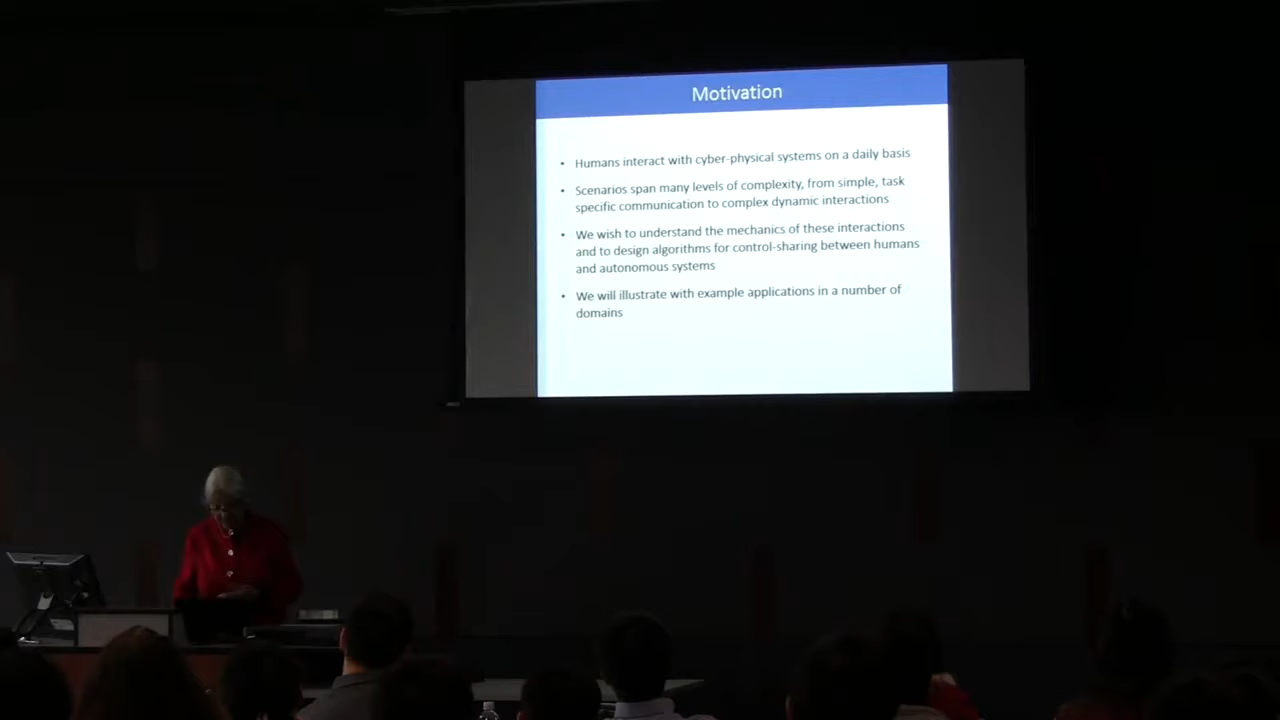 Motivation
• Humans interact with cyber-physical systems on a daily basis
• Scenarios span many levels of complexity, from simple, task
specific communication to complex dynamic interactions
• We wish to understand the mechanics of these interactions
and to design algorithms for control-sharing between humans
and autonomous systems
• We will illustrate with example applications in a number of
domains